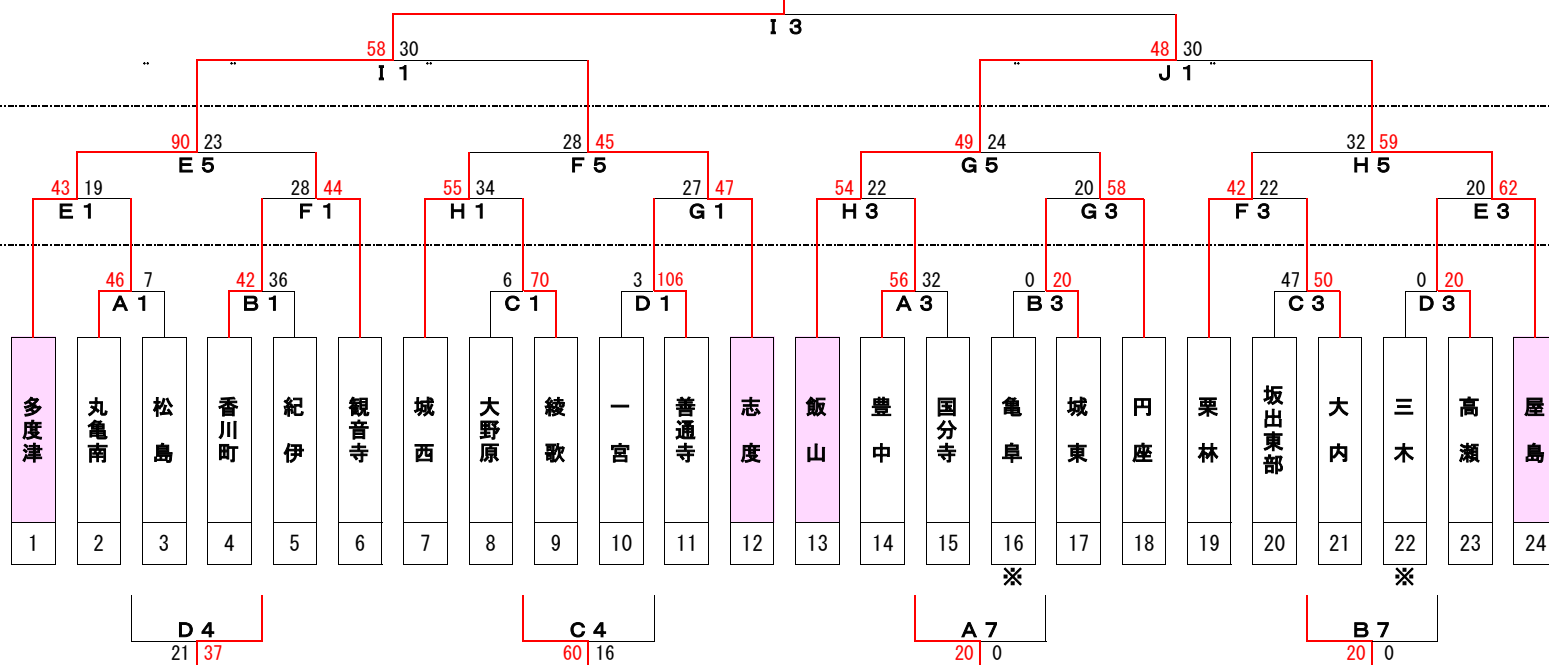 I 3
58 30 48 30
I 1 J 1
90 23 28 45 49 24 32 59
E 5 F 5 G 5 H 5
43 19 28 44 55 34 27 47 54 22 20 58 42 22 20 62
E 1 F 1 H 1 G 1 H 3 G 3 F 3 E 3
46 7 42 36 6 70 3 106 56 32 0 20 47 50 0 20
A 1 B 1 C 1 D 1 A 3 B 3 C 3 D 3
多度津
丸亀南
松島
香川町
紀伊
観音寺
城西
大野原
綾歌
一宮
善通寺
志度
飯山
豊中
国分寺
亀阜
城東
円座
栗林
坂出東部
大内
三木
高瀬
屋島
1 2 3 4 5 6 7 8 9 10 11 12 13 14 15 16 17 18 19 20 21 22 23 24
※ ※
D 4 C 4 A 7 B 7
21 37 60 16 20 0 20 0